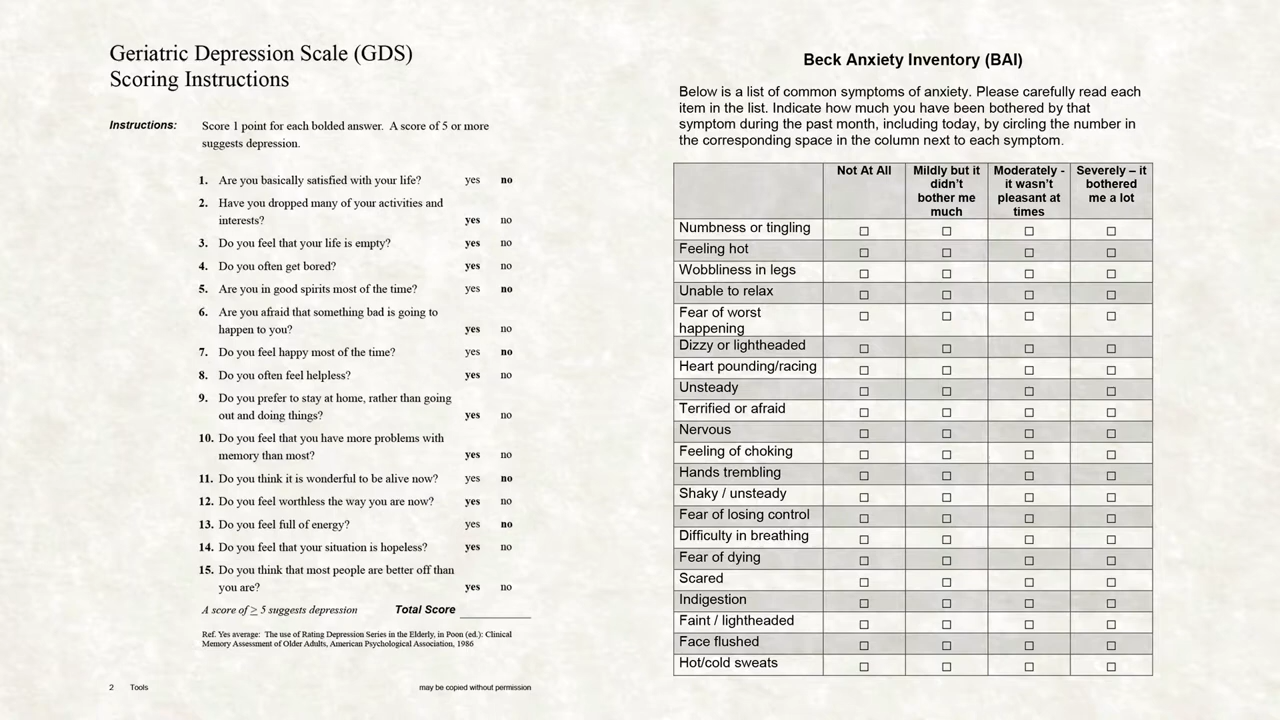 Geriatric Depression Scale (GDS)
Scoring Instructions
Instructions: Score 1 point for each bolded answer. A score of 5 or more
suggests depression.
1. Are you basically satisfied with your life? yes no
2. Have you dropped many of your activities and
interests? yes no
3. Do you feel that your life is empty? yes no
4. Do you often get bored? yes no
5. Are you in good spirits most of the time? yes no
6. Are you afraid that something bad is going to
happen to you? yes no
7. Do you feel happy most of the time? yes no
8. Do you often feel helpless? yes no
9. Do you prefer to stay at home, rather than going
out and doing things? yes no
10. Do you feel that you have more problems with
memory than most? yes no
11. Do you think it is wonderful to be alive now? yes no
12. Do you feel worthless the way you are now? yes no
13. Do you feel full of energy? yes no
14. Do you feel that your situation is hopeless? yes no
15. Do you think that most people are better off than
you are? yes no
A score of ≥ 5 suggests depression Total Score
Ref. Yes average: The use of Rating Depression Series in the Elderly, in Poon (ed.): Clinical
Memory Assessment of Older Adults, American Psychological Association, 1986
2 Tools may be copied without permission
Beck Anxiety Inventory (BAI)
Below is a list of common symptoms of anxiety. Please carefully read each
item in the list. Indicate how much you have been bothered by that
symptom during the past month, including today, by circling the number in
the corresponding space in the column next to each symptom.
Not At All Mildly but it Moderately - Severely – it
didn't it wasn't bothered
bother me pleasant at me a lot
much times
Numbness or tingling
Feeling hot
Wobbliness in legs
Unable to relax
Fear of worst
happening
Dizzy or lightheaded
Heart pounding/racing
Unsteady
Terrified or afraid
Nervous
Feeling of choking
Hands trembling
Shaky / unsteady
Fear of losing control
Difficulty in breathing
Fear of dying
Scared
Indigestion
Faint / lightheaded
Face flushed
Hot/cold sweats